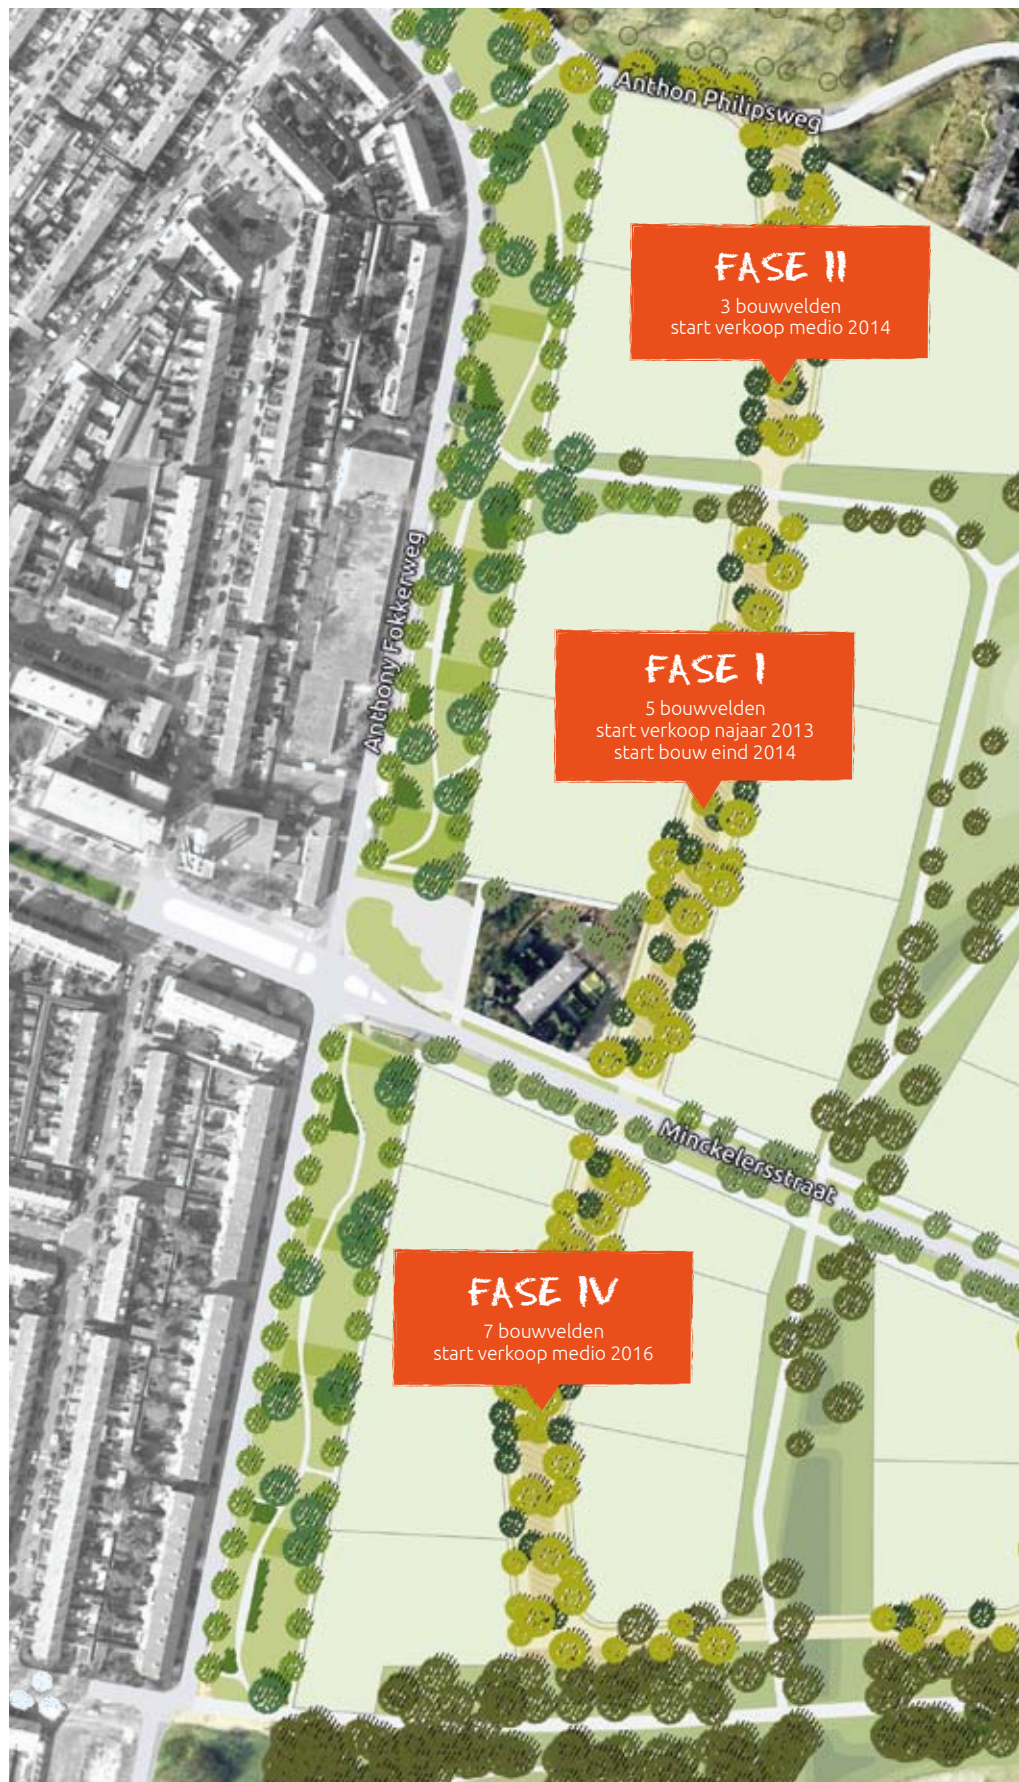 Anthon Philipsweg
FASE II
3 bouwvelden
start verkoop medio 2014
Anthony Fokkerweg
FASE I
5 bouwvelden
start verkoop najaar 2013
start bouw eind 2014
Minckelersstraat
FASE IV
7 bouwvelden
start verkoop medio 2016